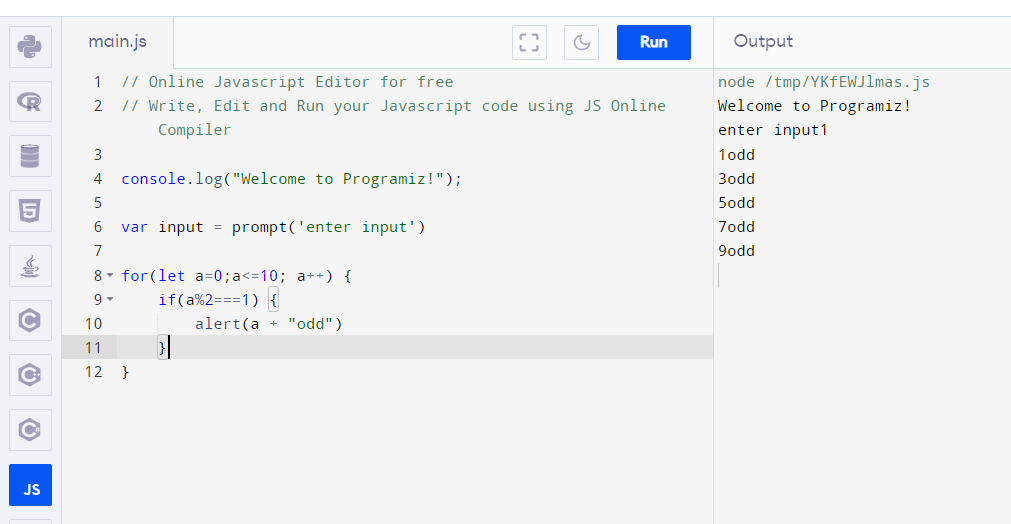 main.js
Run
1 // Online Javascript Editor for free
2 // Write, Edit and Run your Javascript code using JS Online
Compiler
3
4 console.log("Welcome to Programiz!");
5
6 var input = prompt('enter input')
7
8 for(let a=0;a<=10; a++) {
9 if(a%2===1) {
10 alert(a + "odd")
11 }
12 }
Output
node /tmp/YKfEWJlmas.js
Welcome to Programiz!
enter input1
1odd
3odd
5odd
7odd
9odd
R
5
C
C
C
JS